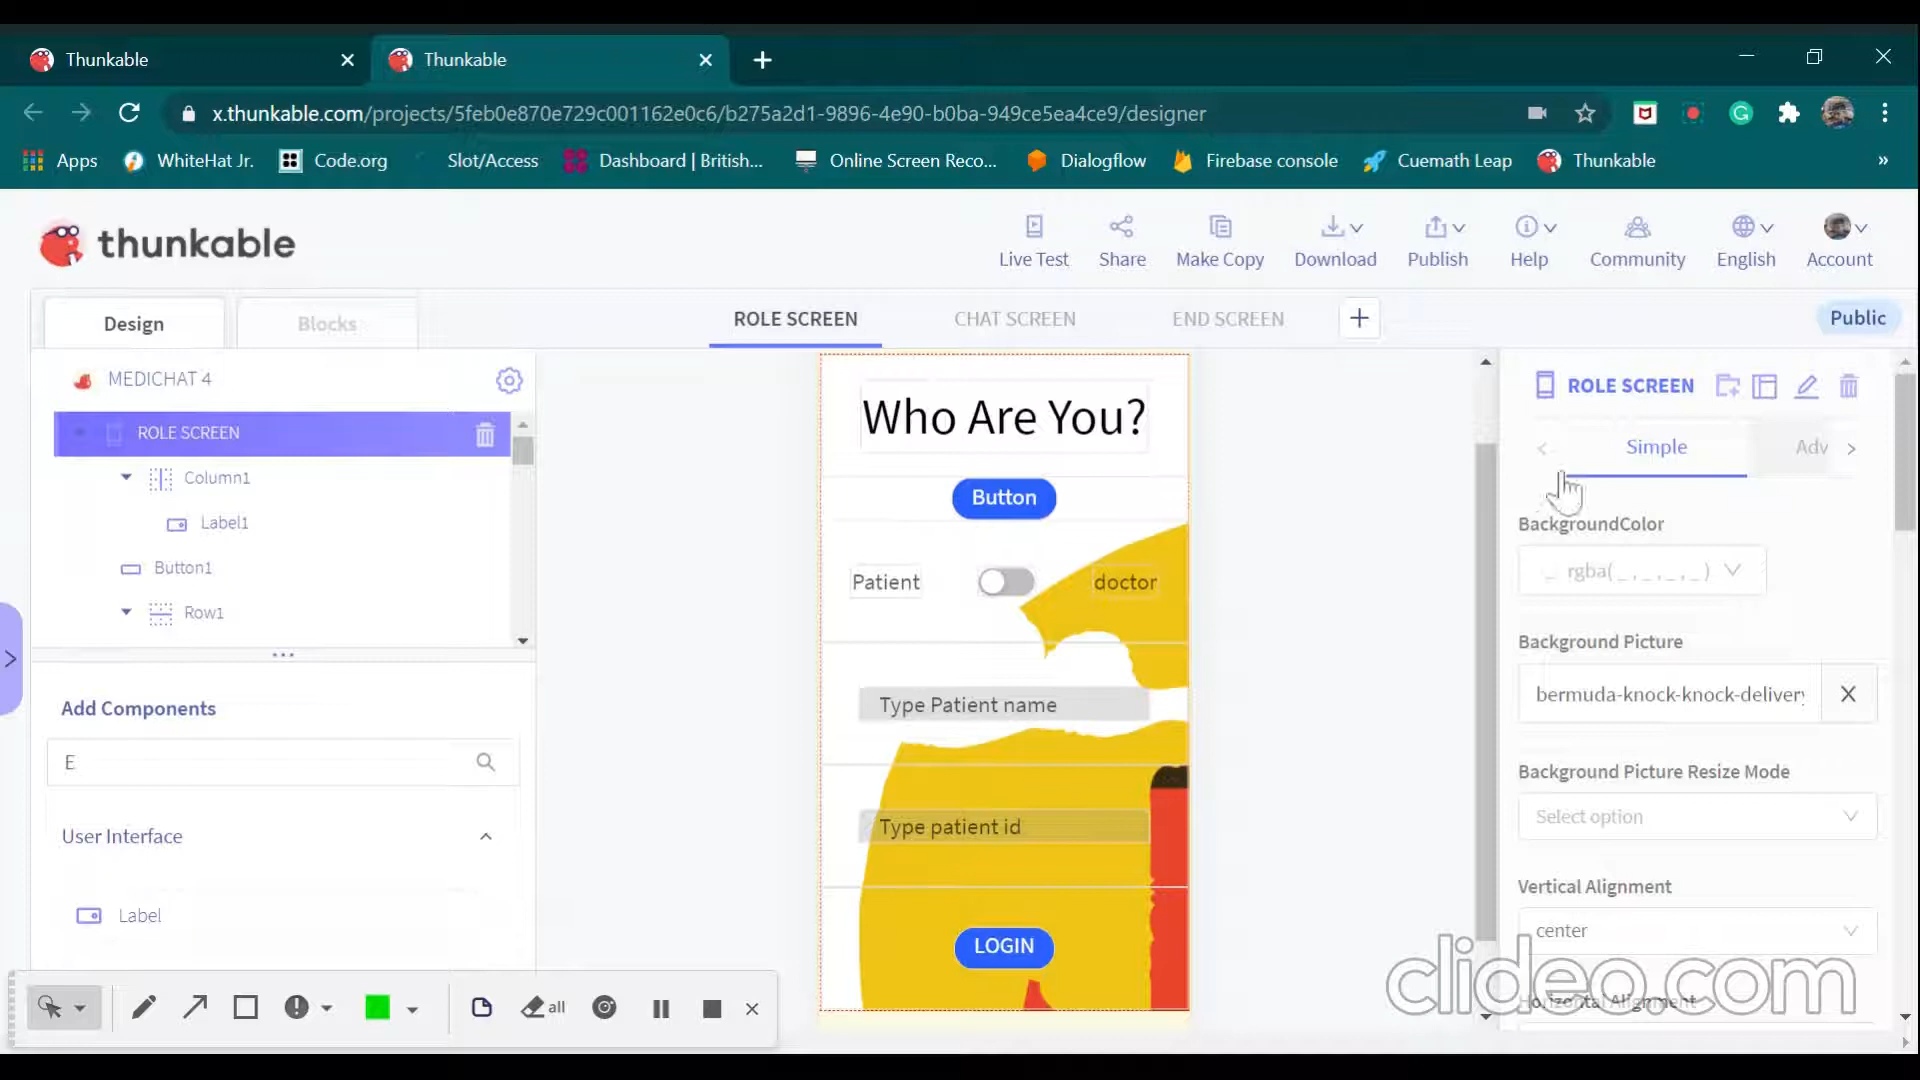 Thunkable
Thunkable
x.thunkable.com/projects/5feb0e870e729c001162e0c6/b275a2d1-9896-4e90-b0ba-949ce5ea4ce9/designer
Apps WhiteHat Jr. Code.org Slot/Access Dashboard | British... Online Screen Reco... Dialogflow Firebase console Cuemath Leap Thunkable »
thunkable
Live Test Share Make Copy Download Publish Help Community English Account
Design Blocks
ROLE SCREEN CHAT SCREEN END SCREEN +
Public
MEDICHAT 4
ROLE SCREEN
Column1
Label1
Button1
Row1
Add Components
E
User Interface
Label
Who Are You?
Button
Patient doctor
Type Patient name
Type patient id
LOGIN
ROLE SCREEN
Simple Adv
BackgroundColor
rgba( _ , _ , _ , _ )
Background Picture
bermuda-knock-knock-delivery
Background Picture Resize Mode
Select option
Vertical Alignment
center
Horizontal Alignment
clideo.com
all